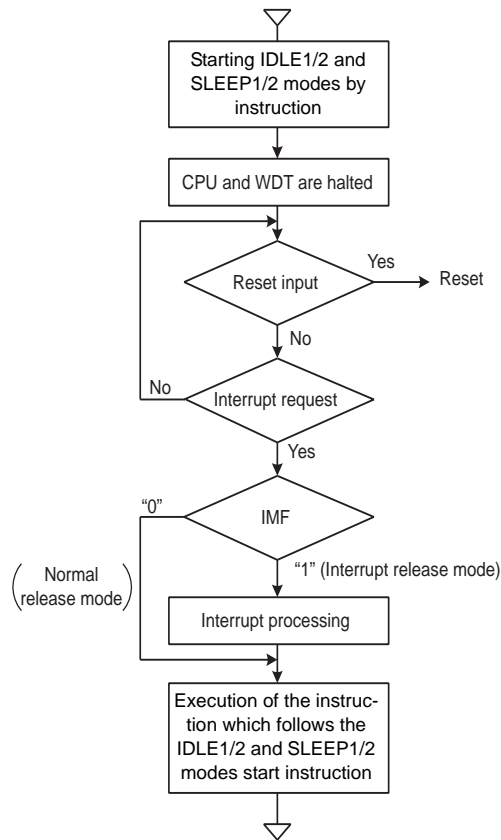 Starting IDLE1/2 and
SLEEP1/2 modes by
instruction
CPU and WDT are halted
Reset input
Yes
Reset
No
Interrupt request
No
Yes
IMF
“0”
“1” (Interrupt release mode)
Normal
release mode
Interrupt processing
Execution of the instruc-
tion which follows the
IDLE1/2 and SLEEP1/2
modes start instruction